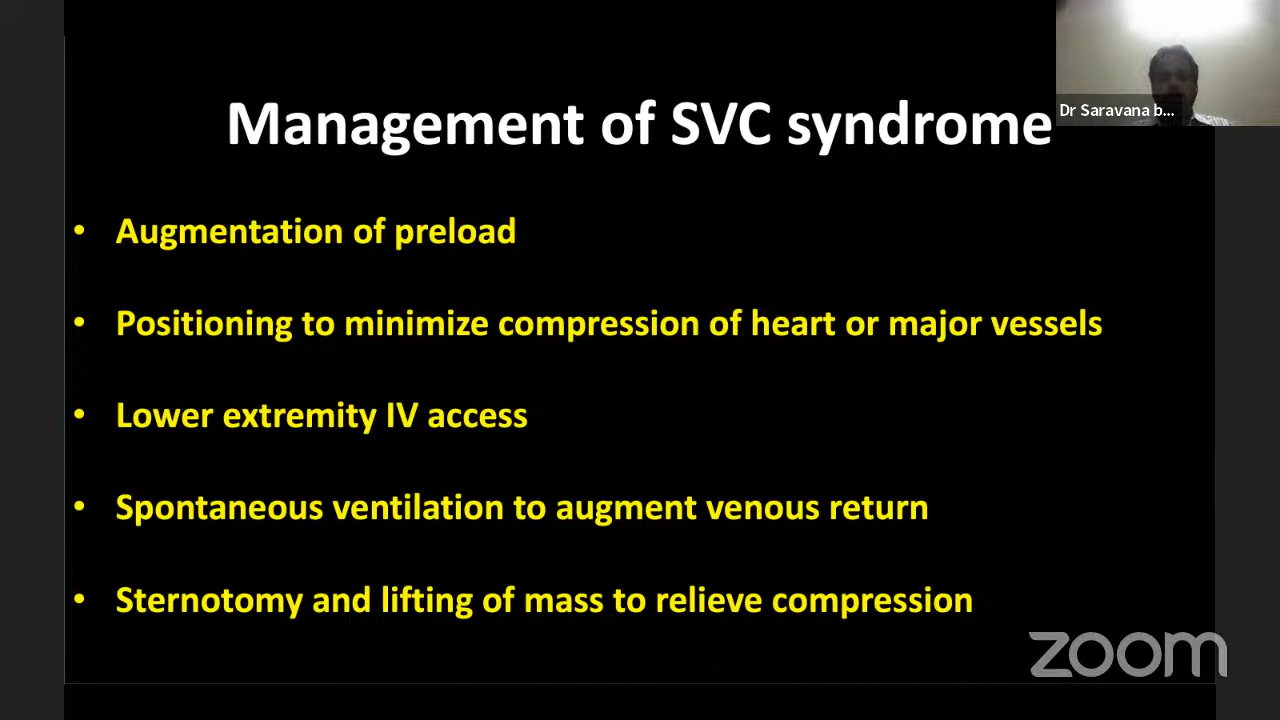 Management of SVC syndrome
Dr Saravana b...
• Augmentation of preload
• Positioning to minimize compression of heart or major vessels
• Lower extremity IV access
• Spontaneous ventilation to augment venous return
• Sternotomy and lifting of mass to relieve compression
zoom